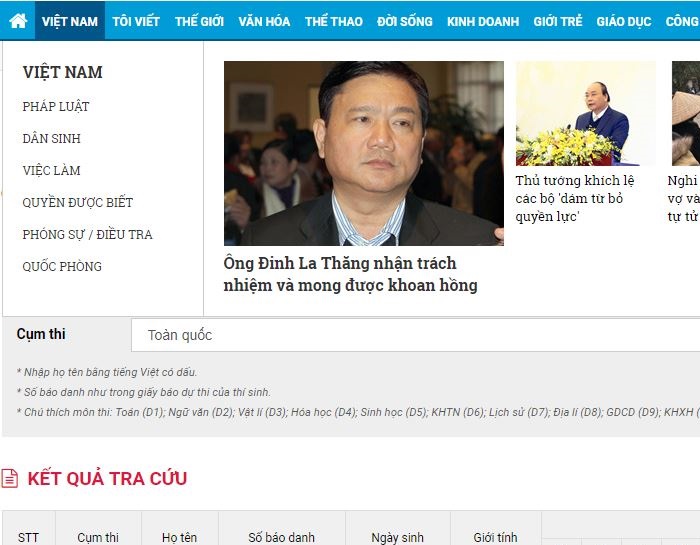 VIỆT NAM TÔI VIẾT THẾ GIỚI VĂN HÓA THỂ THAO ĐỜI SỐNG KINH DOANH GIỚI TRẺ GIÁO DỤC CÔNG
VIỆT NAM
PHÁP LUẬT
DÂN SINH
VIỆC LÀM
QUYỀN ĐƯỢC BIẾT
PHÓNG SỰ / ĐIỀU TRA
QUỐC PHÒNG
Ông Đinh La Thăng nhận trách
nhiệm và mong được khoan hồng
Thủ tướng khích lệ
các bộ 'dám từ bỏ
quyền lực'
Nghi
vợ và
tự tử
Cụm thi Toàn quốc
* Nhập họ tên bằng tiếng Việt có dấu.
* Số báo danh như trong giấy báo dự thi của thí sinh.
* Chú thích môn thi: Toán (D1); Ngữ văn (D2); Vật lí (D3); Hóa học (D4); Sinh học (D5); KHTN (D6); Lịch sử (D7); Địa lí (D8); GDCD (D9); KHXH (
KẾT QUẢ TRA CỨU
STT Cụm thi Họ tên Số báo danh Ngày sinh Giới tính